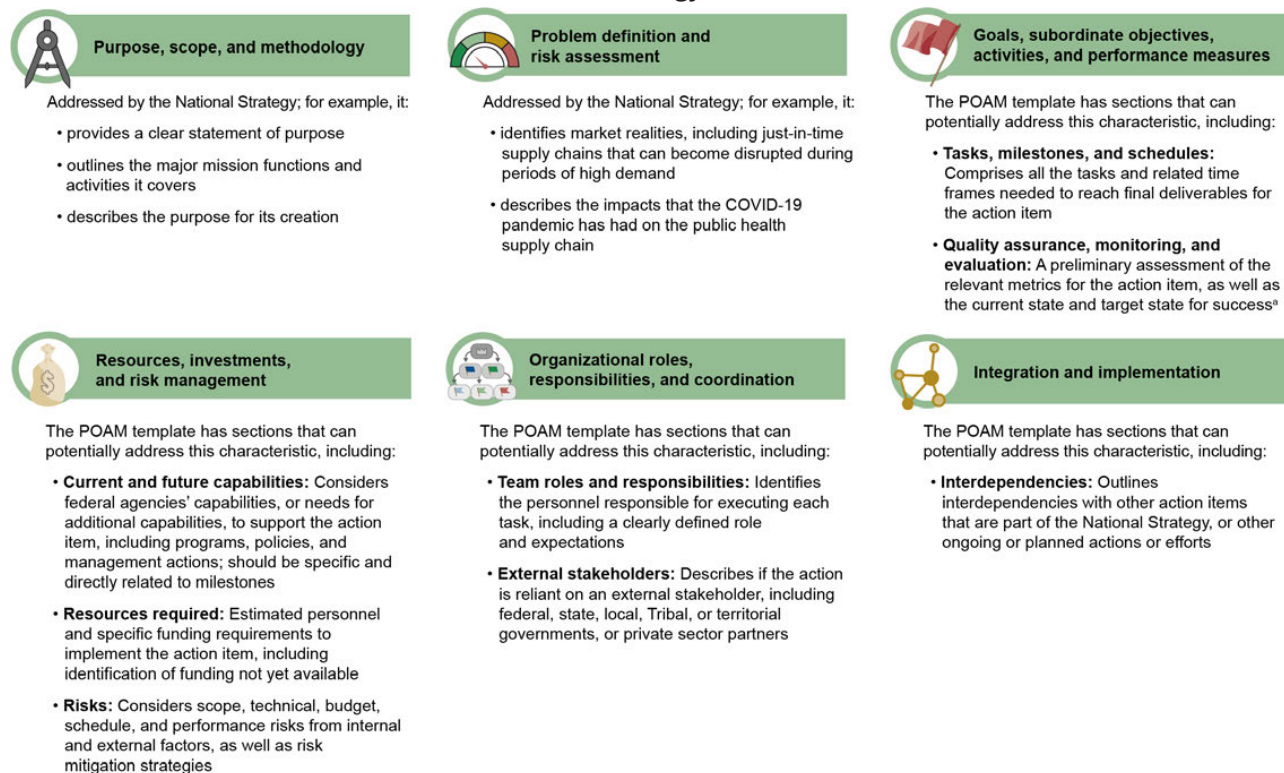 Purpose, scope, and methodology
Addressed by the National Strategy; for example, it:
• provides a clear statement of purpose
• outlines the major mission functions and
activities it covers
• describes the purpose for its creation
Problem definition and
risk assessment
Addressed by the National Strategy; for example, it:
• identifies market realities, including just-in-time
supply chains that can become disrupted during
periods of high demand
• describes the impacts that the COVID-19
pandemic has had on the public health
supply chain
Goals, subordinate objectives,
activities, and performance measures
The POAM template has sections that can
potentially address this characteristic, including:
• Tasks, milestones, and schedules:
Comprises all the tasks and related time
frames needed to reach final deliverables for
the action item
• Quality assurance, monitoring, and
evaluation: A preliminary assessment of the
relevant metrics for the action item, as well as
the current state and target state for successᵃ
Resources, investments,
and risk management
The POAM template has sections that can
potentially address this characteristic, including:
• Current and future capabilities: Considers
federal agencies’ capabilities, or needs for
additional capabilities, to support the action
item, including programs, policies, and
management actions; should be specific and
directly related to milestones
• Resources required: Estimated personnel
and specific funding requirements to
implement the action item, including
identification of funding not yet available
• Risks: Considers scope, technical, budget,
schedule, and performance risks from internal
and external factors, as well as risk
mitigation strategies
Organizational roles,
responsibilities, and coordination
The POAM template has sections that can
potentially address this characteristic, including:
• Team roles and responsibilities: Identifies
the personnel responsible for executing each
task, including a clearly defined role
and expectations
• External stakeholders: Describes if the action
is reliant on an external stakeholder, including
federal, state, local, Tribal, or territorial
governments, or private sector partners
Integration and implementation
The POAM template has sections that can
potentially address this characteristic, including:
• Interdependencies: Outlines
interdependencies with other action items
that are part of the National Strategy, or other
ongoing or planned actions or efforts